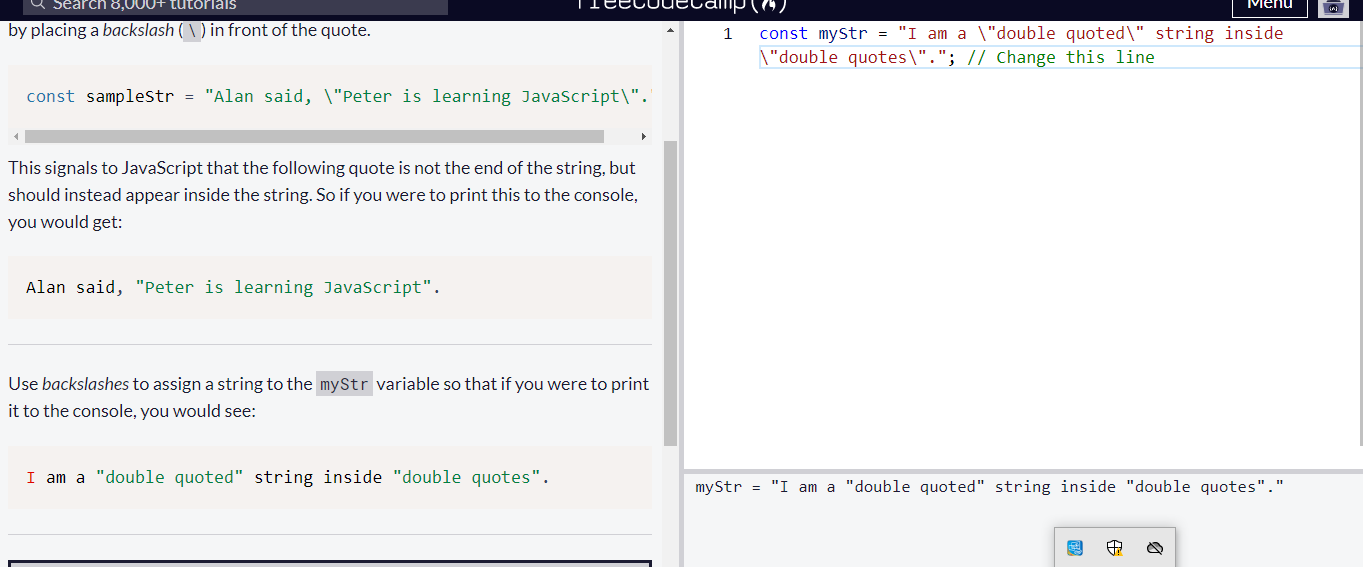 Search 8,000+ tutorials
freeCodeCamp
Menu
by placing a backslash (\) in front of the quote.
const sampleStr = "Alan said, \"Peter is learning JavaScript\".
This signals to JavaScript that the following quote is not the end of the string, but
should instead appear inside the string. So if you were to print this to the console,
you would get:
Alan said, "Peter is learning JavaScript".
Use backslashes to assign a string to the myStr variable so that if you were to print
it to the console, you would see:
I am a "double quoted" string inside "double quotes".
1 const myStr = "I am a \"double quoted\" string inside
\"double quotes\"."; // Change this line
myStr = "I am a "double quoted" string inside "double quotes"."